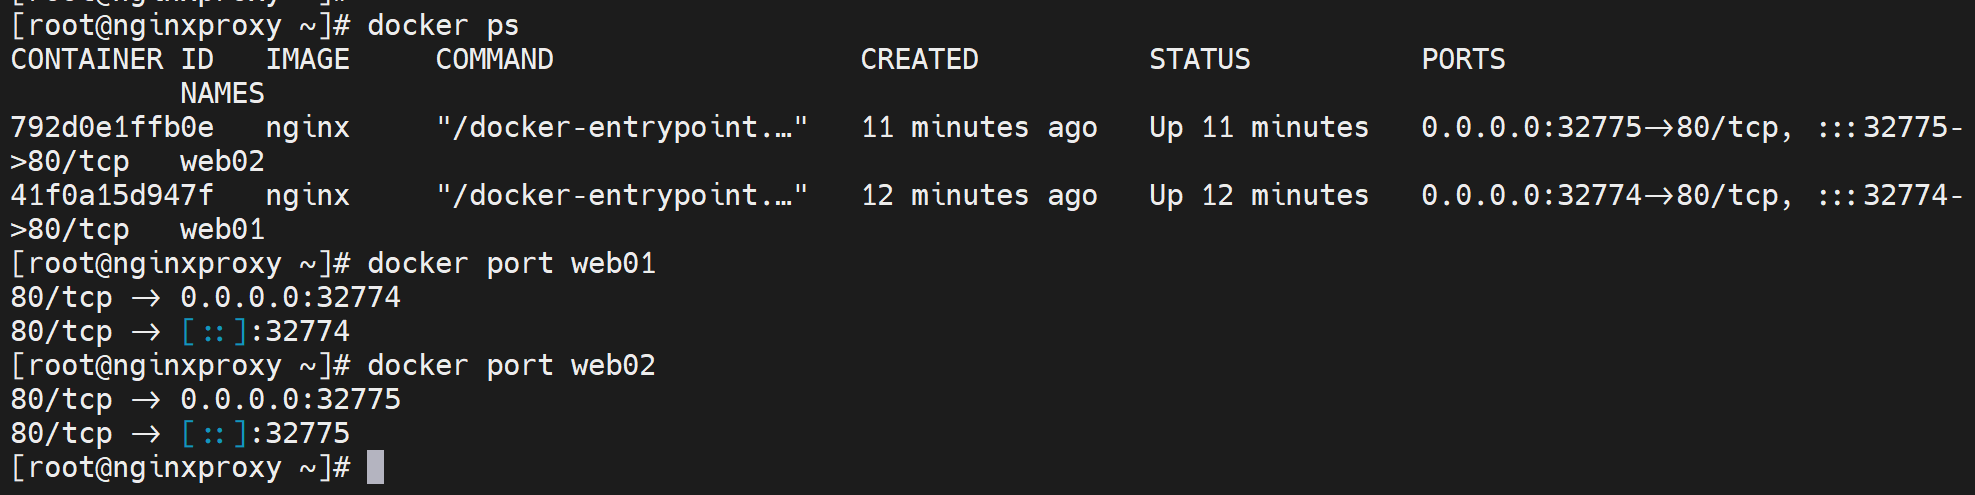 [root@nginxproxy ~]# docker ps
CONTAINER ID   IMAGE     COMMAND                  CREATED          STATUS          PORTS
          NAMES
792d0e1ffb0e   nginx     "/docker-entrypoint.…"   11 minutes ago   Up 11 minutes   0.0.0.0:32775->80/tcp, :::32775-
>80/tcp   web02
41f0a15d947f   nginx     "/docker-entrypoint.…"   12 minutes ago   Up 12 minutes   0.0.0.0:32774->80/tcp, :::32774-
>80/tcp   web01
[root@nginxproxy ~]# docker port web01
80/tcp -> 0.0.0.0:32774
80/tcp -> [::]:32774
[root@nginxproxy ~]# docker port web02
80/tcp -> 0.0.0.0:32775
80/tcp -> [::]:32775
[root@nginxproxy ~]#